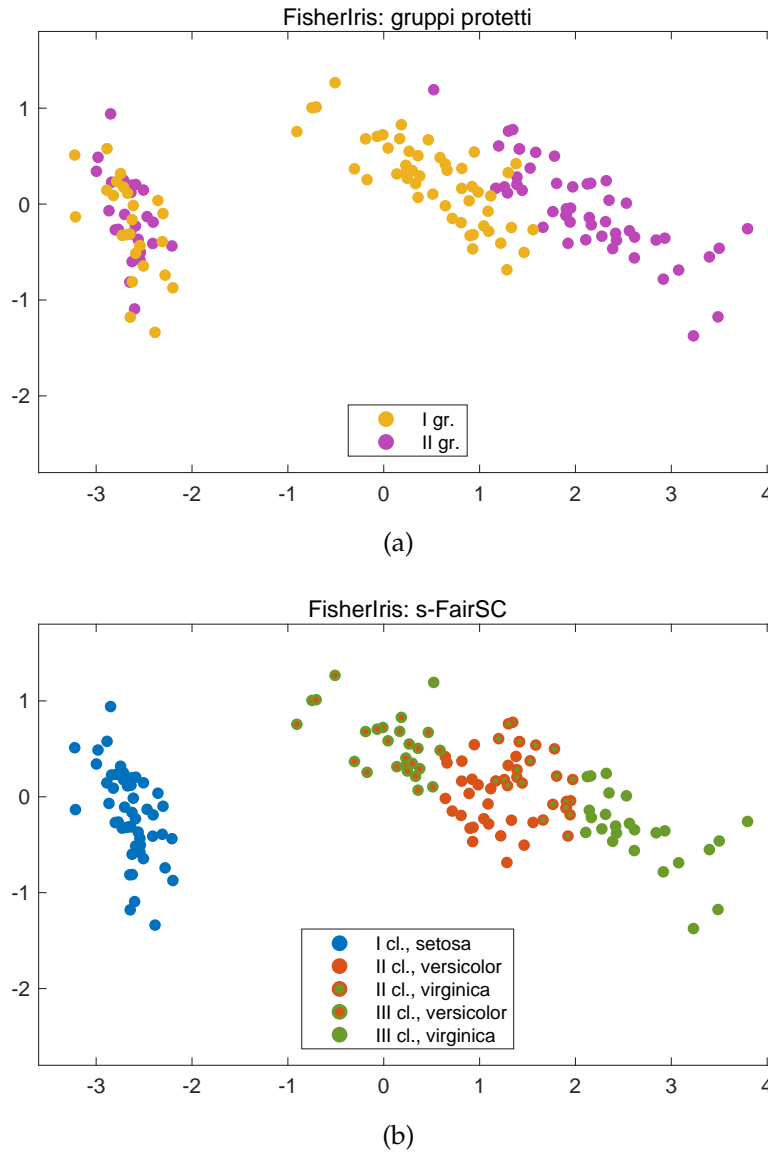 FisherIris: gruppi protetti
1
0
-1
-2
I gr.
II gr.
-3 -2 -1 0 1 2 3 4
(a)
FisherIris: s-FairSC
1
0
-1
-2
I cl., setosa
II cl., versicolor
II cl., virginica
III cl., versicolor
III cl., virginica
-3 -2 -1 0 1 2 3 4
(b)